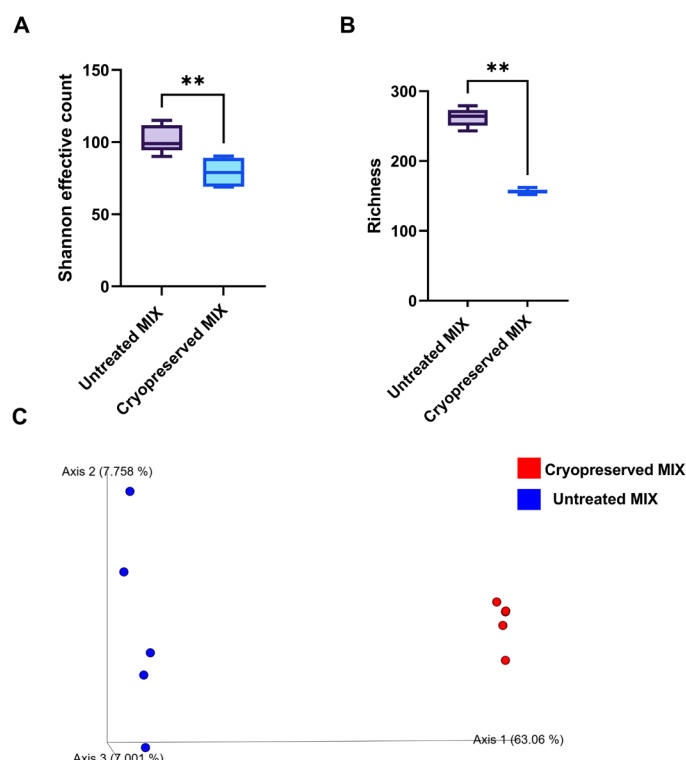 A
B
150
100
50
0
Shannon effective count
**
Untreated MIX
Cryopreserved MIX
300
200
100
0
Richness
**
Untreated MIX
Cryopreserved MIX
C
Axis 2 (7.758 %)
Cryopreserved MIX
Untreated MIX
Axis 1 (63.06 %)
Axis 3 (7.001 %)